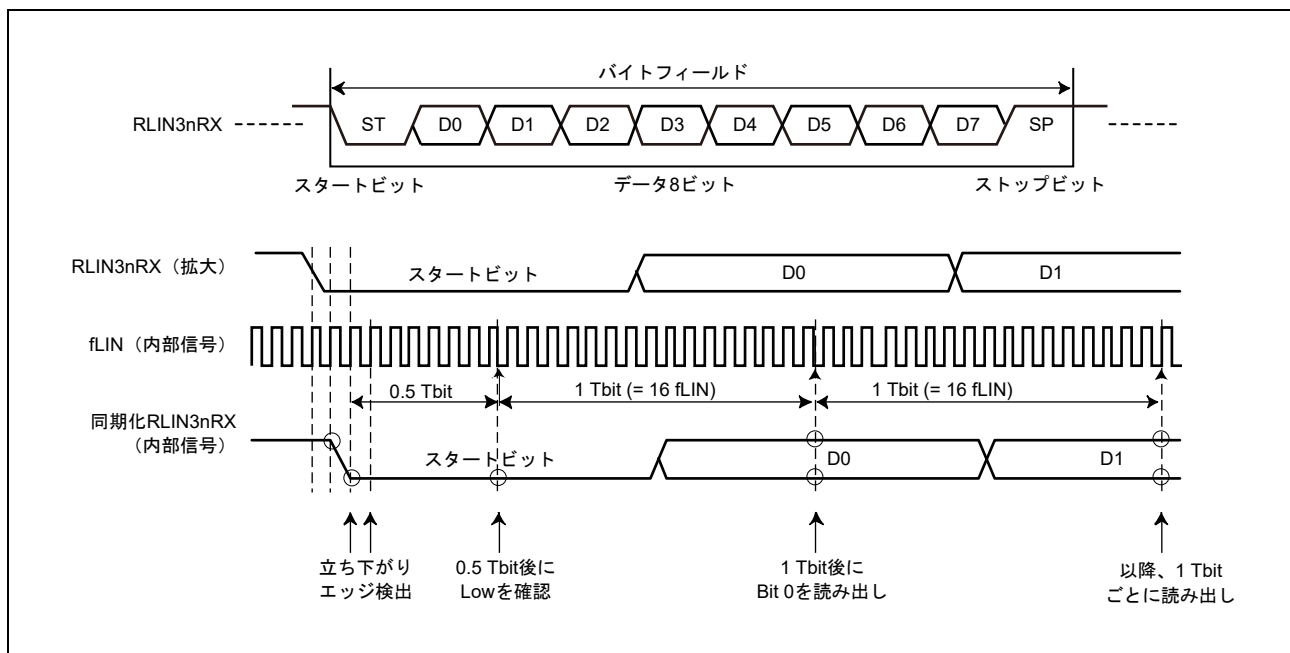 バイトフィールド
RLIN3nRX
ST D0 D1 D2 D3 D4 D5 D6 D7 SP
スタートビット データ8ビット ストップビット
RLIN3nRX（拡大）
スタートビット D0 D1
fLIN（内部信号）
0.5 Tbit 1 Tbit (= 16 fLIN) 1 Tbit (= 16 fLIN)
同期化RLIN3nRX
（内部信号）
スタートビット D0 D1
立ち下がり
エッジ検出
0.5 Tbit後に
Lowを確認
1 Tbit後に
Bit 0を読み出し
以降、1 Tbit
ごとに読み出し